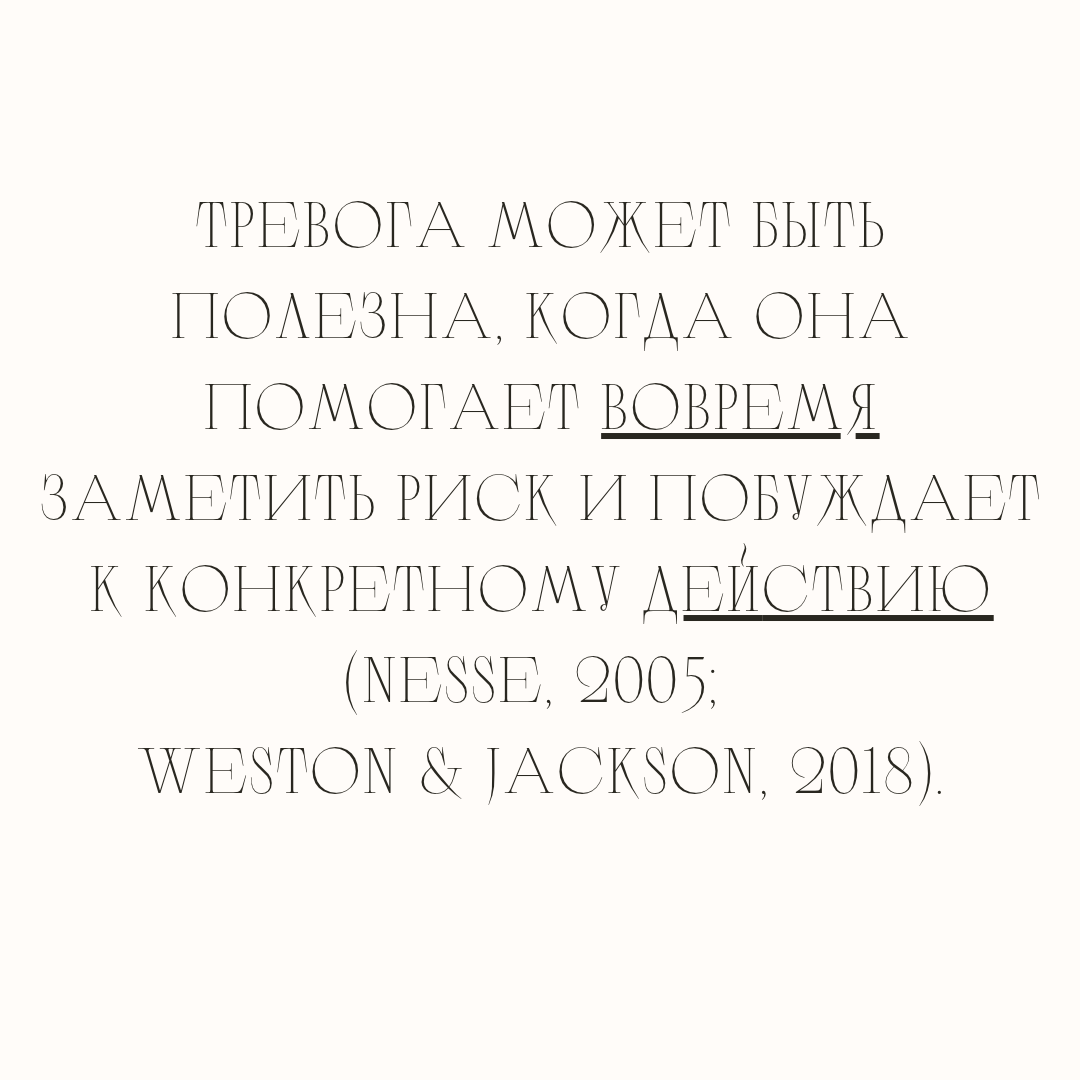 ТРЕВОГА МОЖЕТ БЫТЬ
ПОЛЕЗНА, КОГДА ОНА
ПОМОГАЕТ ВОВРЕМЯ
ЗАМЕТИТЬ РИСК И ПОБУЖДАЕТ
К КОНКРЕТНОМУ ДЕЙСТВИЮ
(NESSE, 2005;
WESTON & JACKSON, 2018).